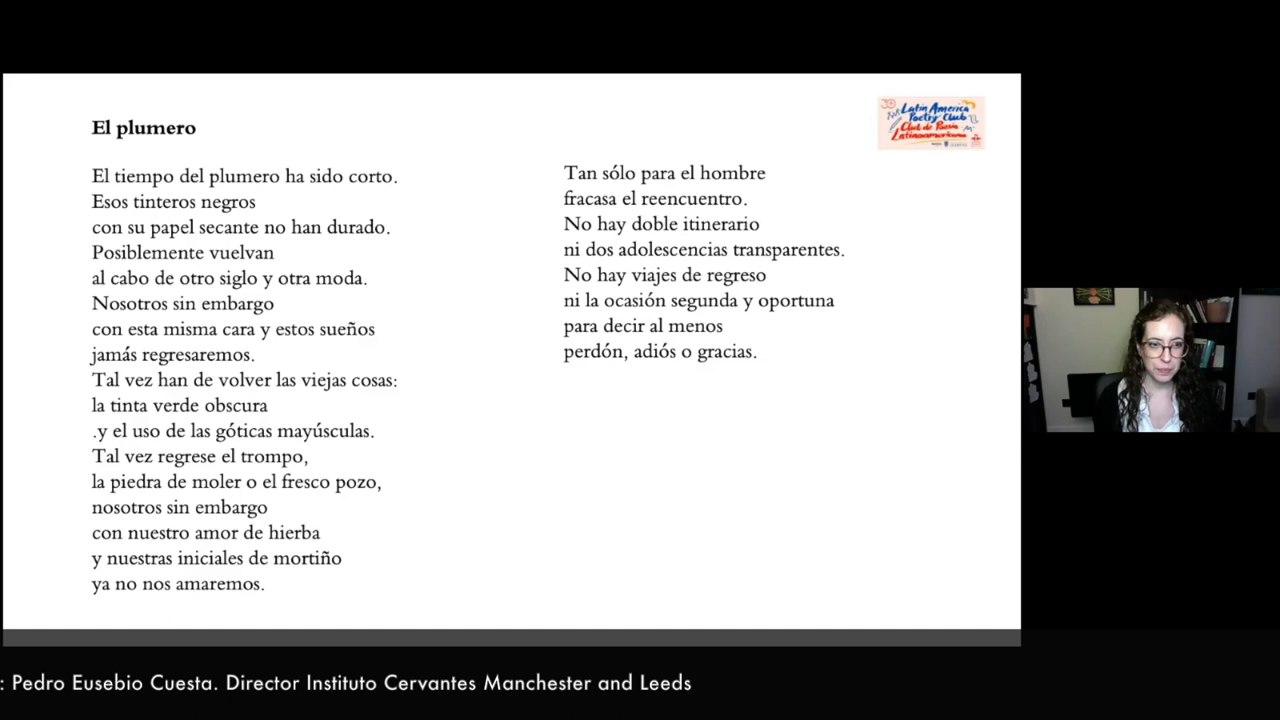 El plumero
El tiempo del plumero ha sido corto.
Esos tinteros negros
con su papel secante no han durado.
Posiblemente vuelvan
al cabo de otro siglo y otra moda.
Nosotros sin embargo
con esta misma cara y estos sueños
jamás regresaremos.
Tal vez han de volver las viejas cosas:
la tinta verde obscura
.y el uso de las góticas mayúsculas.
Tal vez regrese el trompo,
la piedra de moler o el fresco pozo,
nosotros sin embargo
con nuestro amor de hierba
y nuestras iniciales de mortiño
ya no nos amaremos.
Tan sólo para el hombre
fracasa el reencuentro.
No hay doble itinerario
ni dos adolescencias transparentes.
No hay viajes de regreso
ni la ocasión segunda y oportuna
para decir al menos
perdón, adiós o gracias.
Latin America
Poetry Club
Club de Poesía
Latinoamericana
: Pedro Eusebio Cuesta. Director Instituto Cervantes Manchester and Leeds